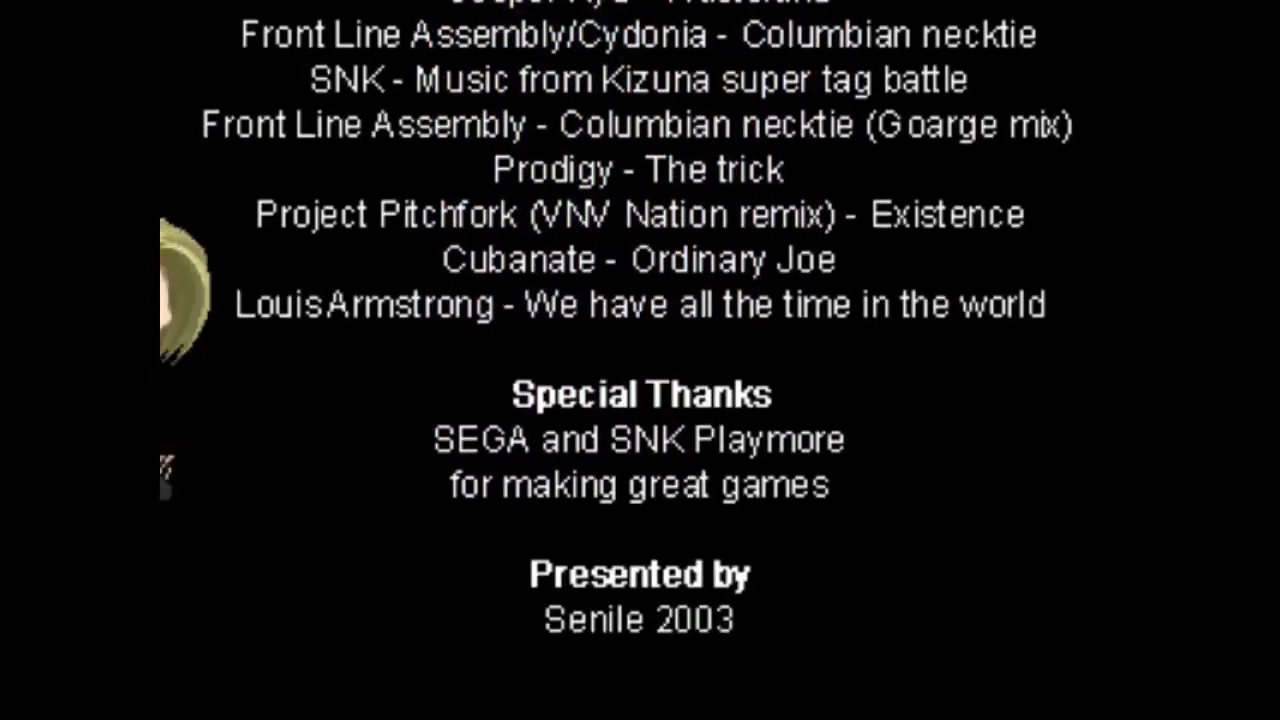 Front Line Assembly/Cydonia - Columbian necktie
SNK - Music from Kizuna super tag battle
Front Line Assembly - Columbian necktie (Goarge mix)
Prodigy - The trick
Project Pitchfork (VNV Nation remix) - Existence
Cubanate - Ordinary Joe
Louis Armstrong - We have all the time in the world
Special Thanks
SEGA and SNK Playmore
for making great games
Presented by
Senile 2003